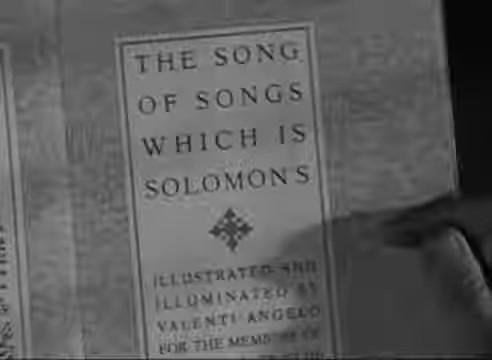 THE SONG
OF SONGS
WHICH IS
SOLOMONS
ILLUSTRATED AND
ILLUMINATED BY
VALENTI ANGELO
FOR THE MEMBERS OF